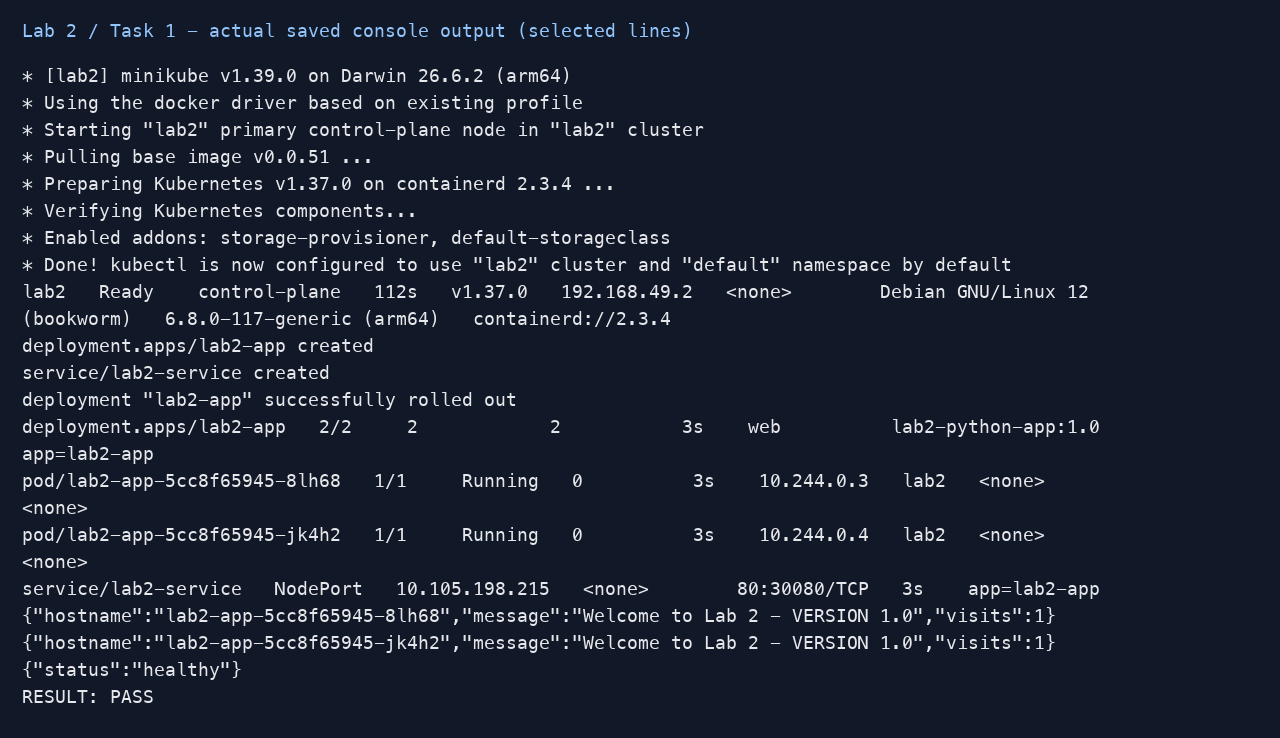 Lab 2 / Task 1 — actual saved console output (selected lines)
* [lab2] minikube v1.39.0 on Darwin 26.6.2 (arm64)
* Using the docker driver based on existing profile
* Starting "lab2" primary control-plane node in "lab2" cluster
* Pulling base image v0.0.51 ...
* Preparing Kubernetes v1.37.0 on containerd 2.3.4 ...
* Verifying Kubernetes components...
* Enabled addons: storage-provisioner, default-storageclass
* Done! kubectl is now configured to use "lab2" cluster and "default" namespace by default
lab2   Ready    control-plane   112s   v1.37.0   192.168.49.2   <none>        Debian GNU/Linux 12
(bookworm)   6.8.0-117-generic (arm64)   containerd://2.3.4
deployment.apps/lab2-app created
service/lab2-service created
deployment "lab2-app" successfully rolled out
deployment.apps/lab2-app   2/2     2            2           3s    web          lab2-python-app:1.0
app=lab2-app
pod/lab2-app-5cc8f65945-8lh68   1/1     Running   0          3s    10.244.0.3   lab2   <none>
<none>
pod/lab2-app-5cc8f65945-jk4h2   1/1     Running   0          3s    10.244.0.4   lab2   <none>
<none>
service/lab2-service   NodePort   10.105.198.215   <none>        80:30080/TCP   3s    app=lab2-app
{"hostname":"lab2-app-5cc8f65945-8lh68","message":"Welcome to Lab 2 - VERSION 1.0","visits":1}
{"hostname":"lab2-app-5cc8f65945-jk4h2","message":"Welcome to Lab 2 - VERSION 1.0","visits":1}
{"status":"healthy"}
RESULT: PASS